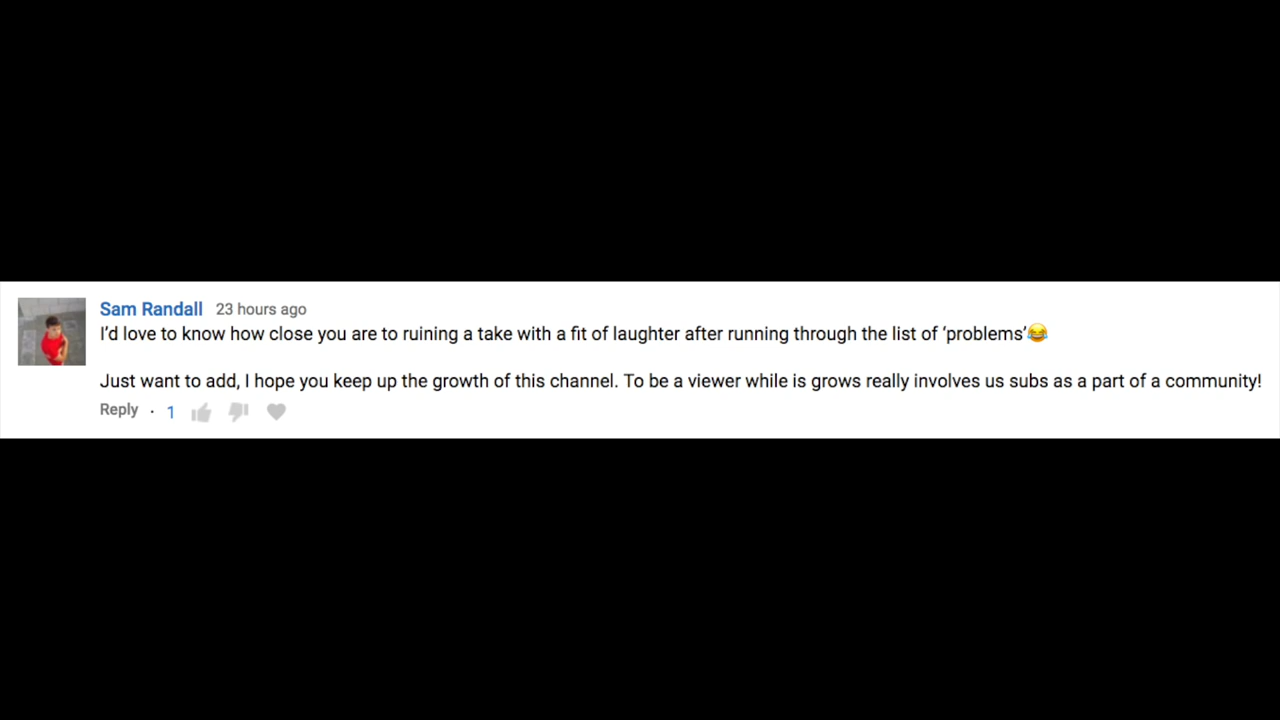 Sam Randall 23 hours ago
I’d love to know how close you are to ruining a take with a fit of laughter after running through the list of ‘problems’😂
Just want to add, I hope you keep up the growth of this channel. To be a viewer while is grows really involves us subs as a part of a community!
Reply · 1